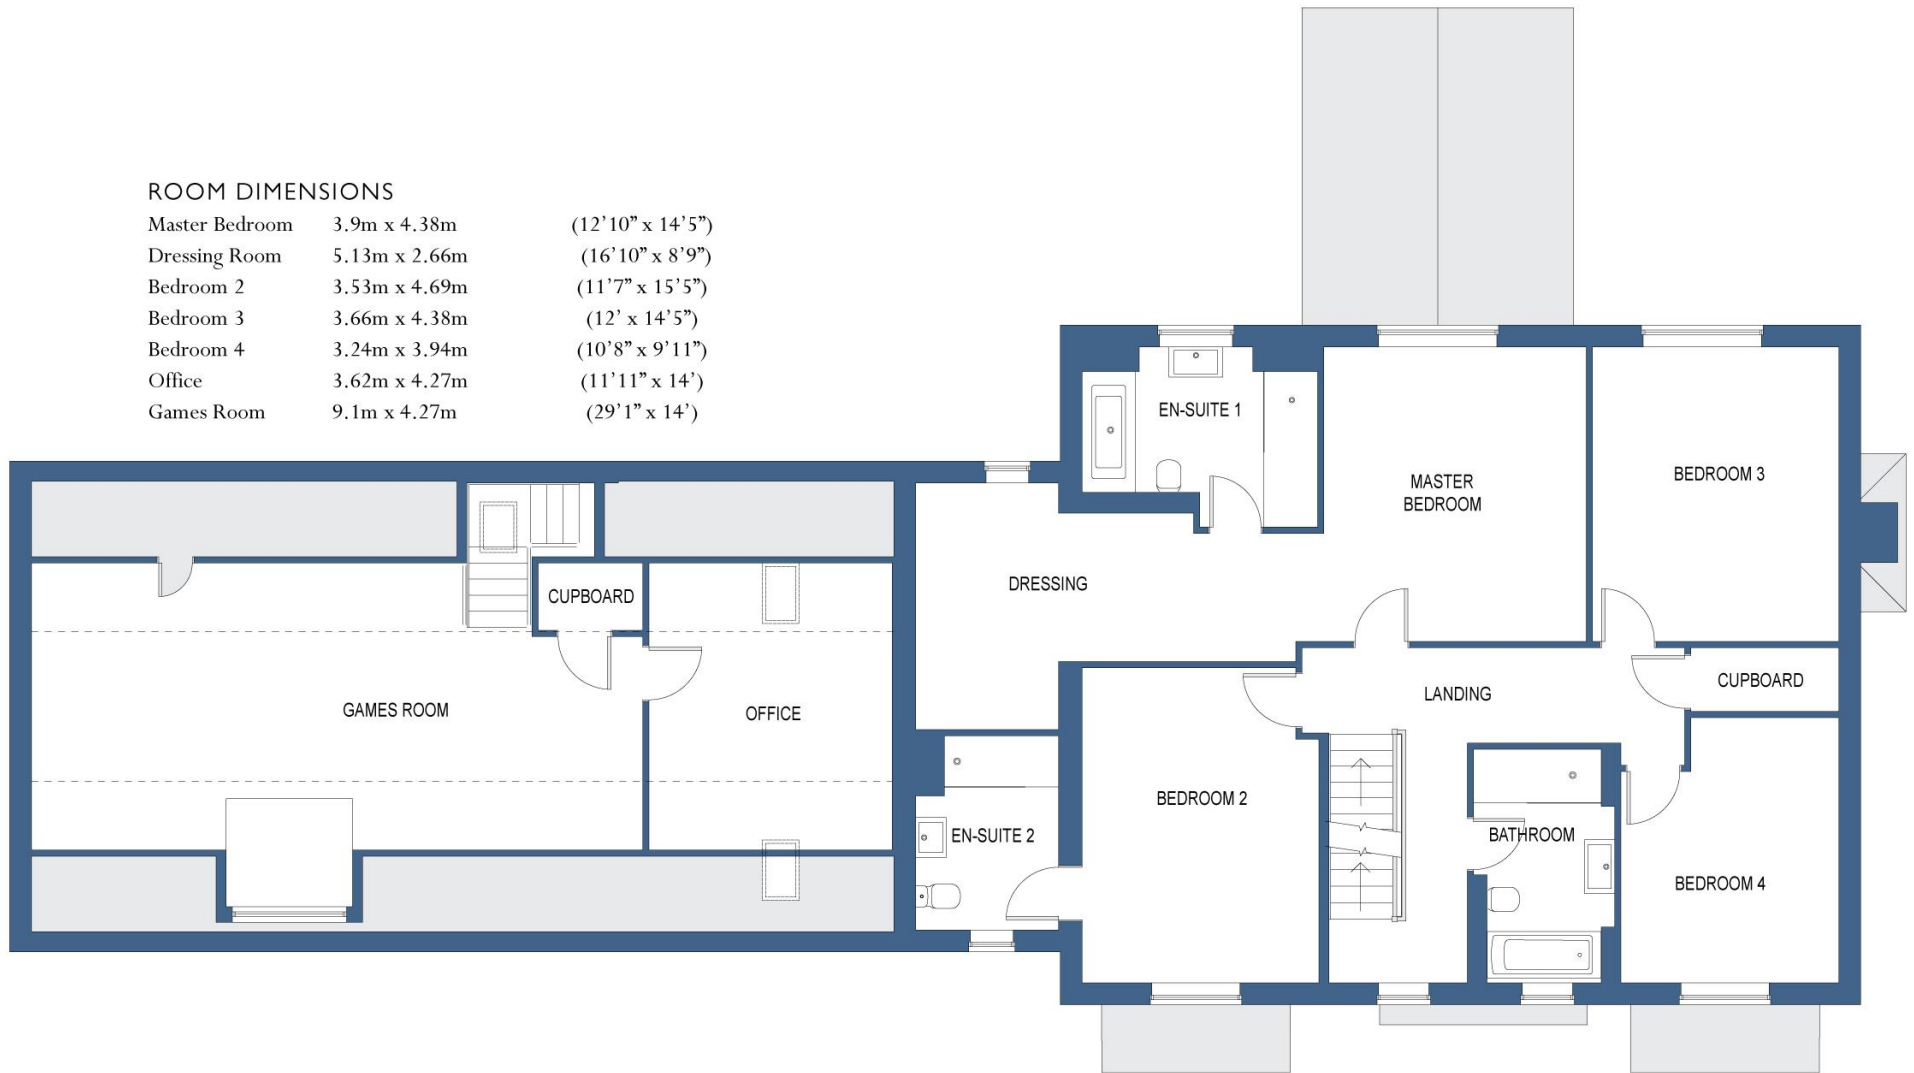 ROOM DIMENSIONS
Master Bedroom 3.9m x 4.38m (12’10” x 14’5”)
Dressing Room 5.13m x 2.66m (16’10” x 8’9”)
Bedroom 2 3.53m x 4.69m (11’7” x 15’5”)
Bedroom 3 3.66m x 4.38m (12’ x 14’5”)
Bedroom 4 3.24m x 3.94m (10’8” x 9’11”)
Office 3.62m x 4.27m (11’11” x 14’)
Games Room 9.1m x 4.27m (29’1” x 14’)
EN-SUITE 1
MASTER
BEDROOM
BEDROOM 3
DRESSING
CUPBOARD
GAMES ROOM
OFFICE
LANDING
CUPBOARD
BEDROOM 2
EN-SUITE 2
BATHROOM
BEDROOM 4